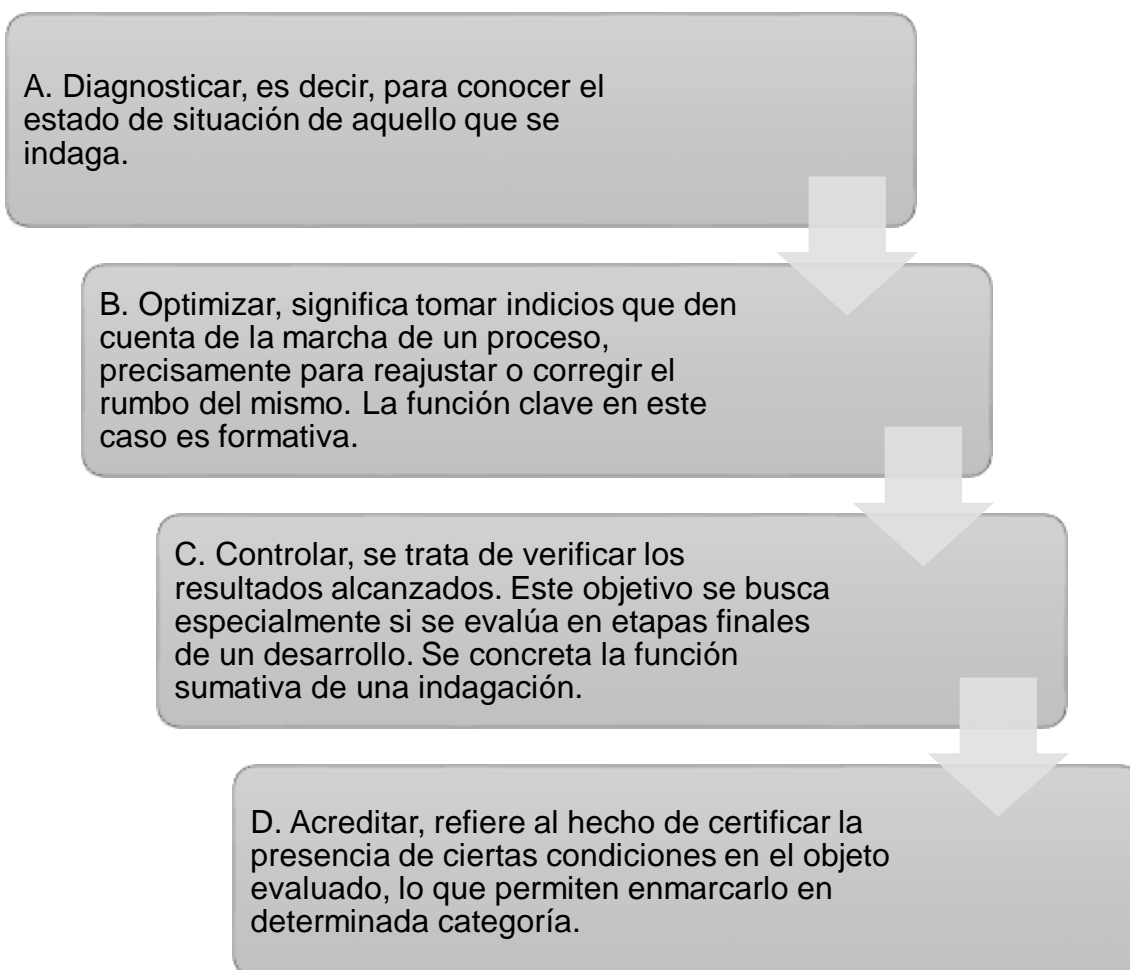 A. Diagnosticar, es decir, para conocer el
estado de situación de aquello que se
indaga.
B. Optimizar, significa tomar indicios que den
cuenta de la marcha de un proceso,
precisamente para reajustar o corregir el
rumbo del mismo. La función clave en este
caso es formativa.
C. Controlar, se trata de verificar los
resultados alcanzados. Este objetivo se busca
especialmente si se evalúa en etapas finales
de un desarrollo. Se concreta la función
sumativa de una indagación.
D. Acreditar, refiere al hecho de certificar la
presencia de ciertas condiciones en el objeto
evaluado, lo que permiten enmarcarlo en
determinada categoría.